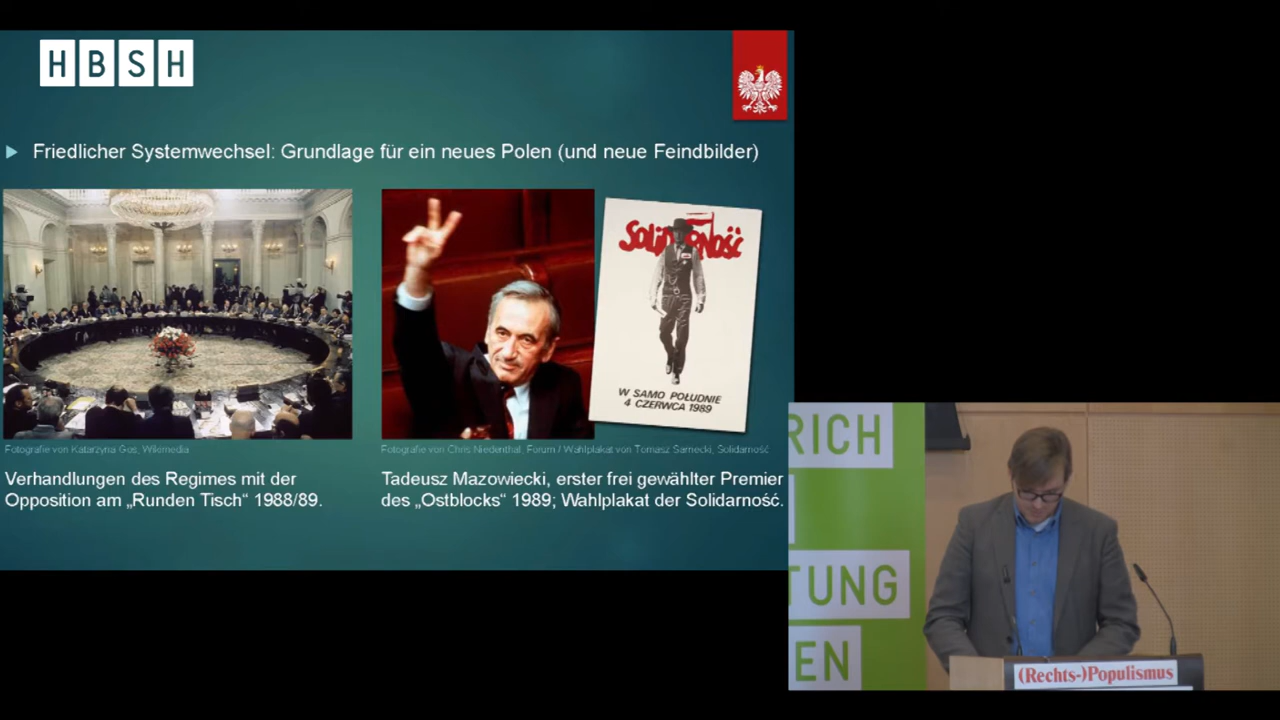 HBSH
Friedlicher Systemwechsel: Grundlage für ein neues Polen (und neue Feindbilder)
SOLIDARNOŚĆ
W SAMO POŁUDNIE
4 CZERWCA 1989
Fotografie von Katarzyna Gos, Wikimedia
Fotografie von Chris Niedenthal, Forum / Wahlplakat von Tomasz Sarnecki, Solidarność
Verhandlungen des Regimes mit der
Opposition am „Runden Tisch“ 1988/89.
Tadeusz Mazowiecki, erster frei gewählter Premier
des „Ostblocks“ 1989; Wahlplakat der Solidarność.
RICH
TUNG
EN
(Rechts-)Populismus